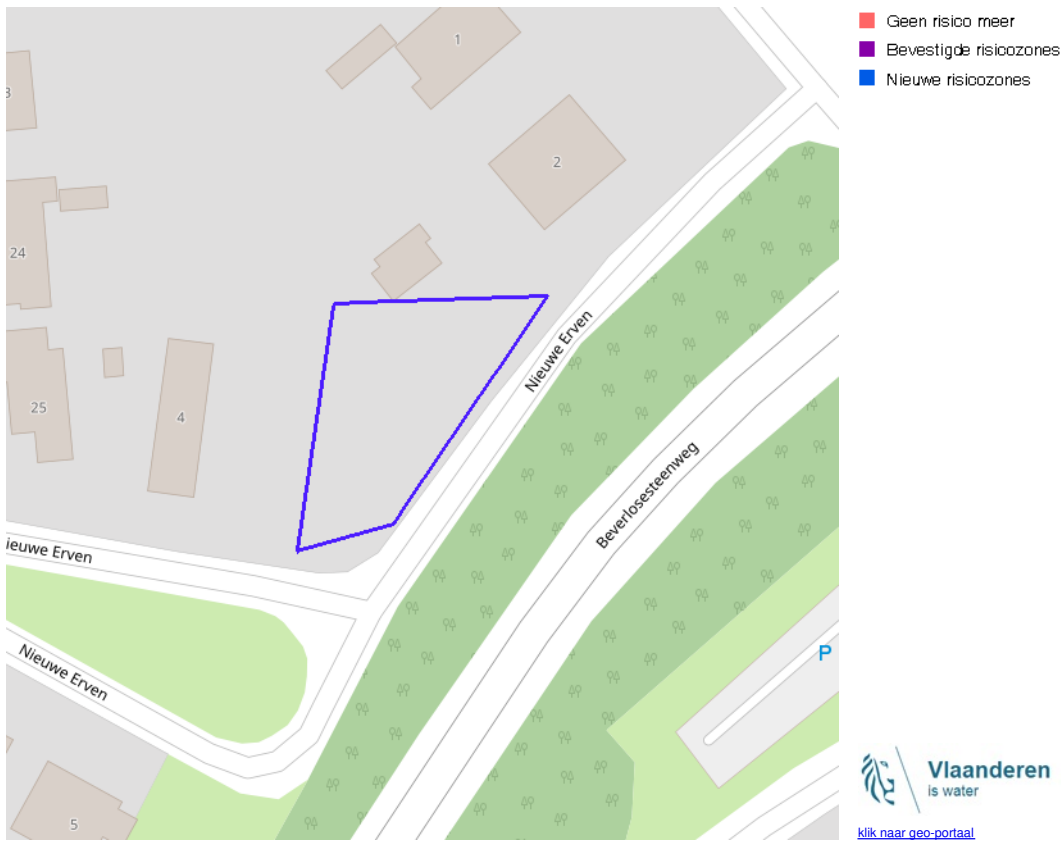 Geen risico meer
Bevestigde risicozones
Nieuwe risicozones
1
2
3
24
25
4
Nieuwe Erven
Beverlosesteenweg
ieuwe Erven
Nieuwe Erven
P
5
Vlaanderen
is water
klik naar geo-portaal